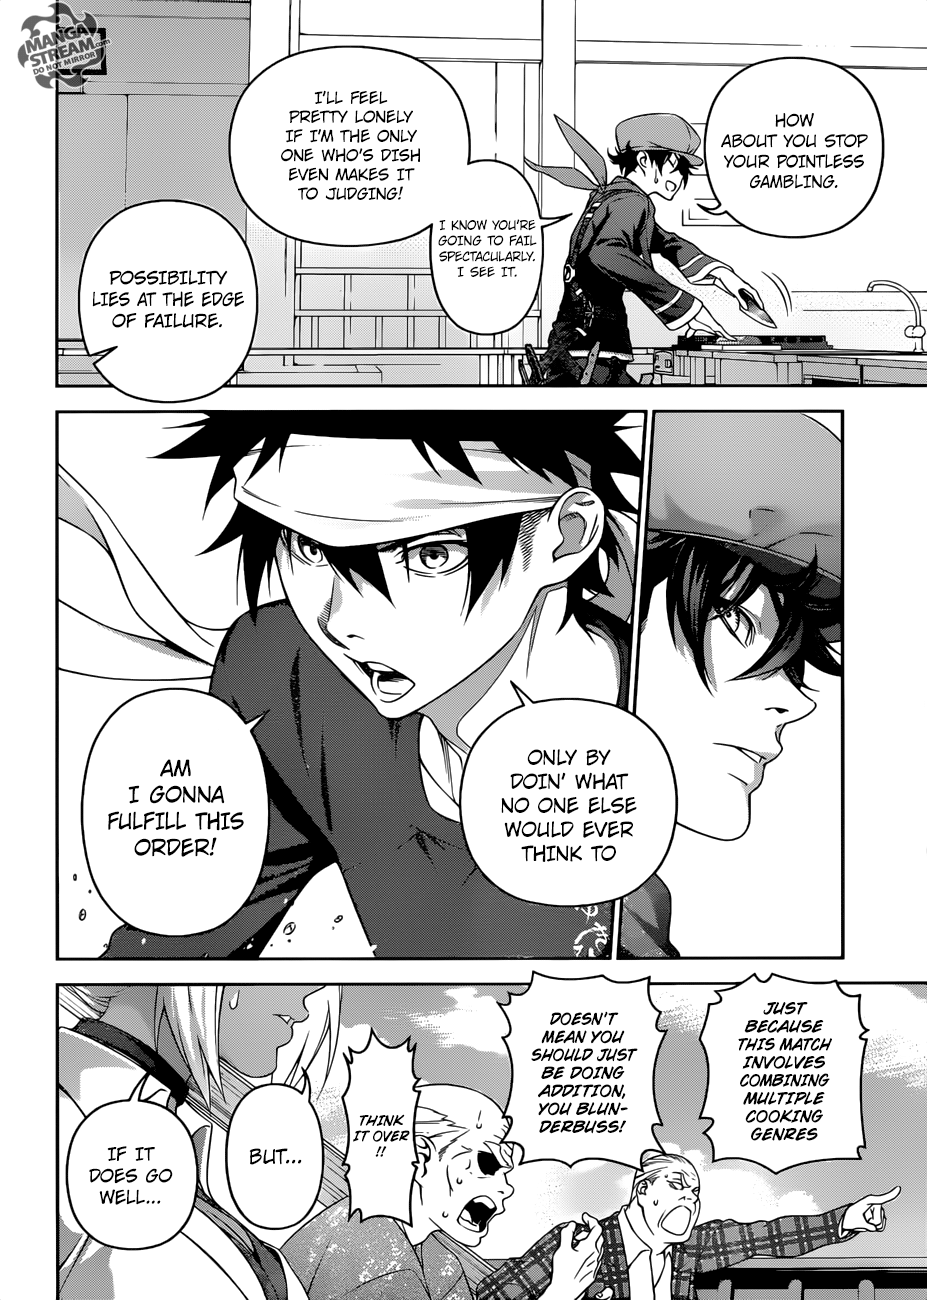 MANGA
STREAM.com
DO NOT MIRROR
HOW
ABOUT YOU STOP
YOUR POINTLESS
GAMBLING.
I'LL FEEL
PRETTY LONELY
IF I'M THE ONLY
ONE WHO'S DISH
EVEN MAKES IT
TO JUDGING!
I KNOW YOU'RE
GOING TO FAIL
SPECTACULARLY.
I SEE IT.
POSSIBILITY
LIES AT THE EDGE
OF FAILURE.
ONLY BY
DOIN' WHAT
NO ONE ELSE
WOULD EVER
THINK TO
AM
I GONNA
FULFILL THIS
ORDER!
JUST
BECAUSE
THIS MATCH
INVOLVES
COMBINING
MULTIPLE
COOKING
GENRES
DOESN'T
MEAN YOU
SHOULD JUST
BE DOING
ADDITION,
YOU BLUN-
DERBUSS!
THINK
IT OVER
!!
BUT...
IF IT
DOES GO
WELL...